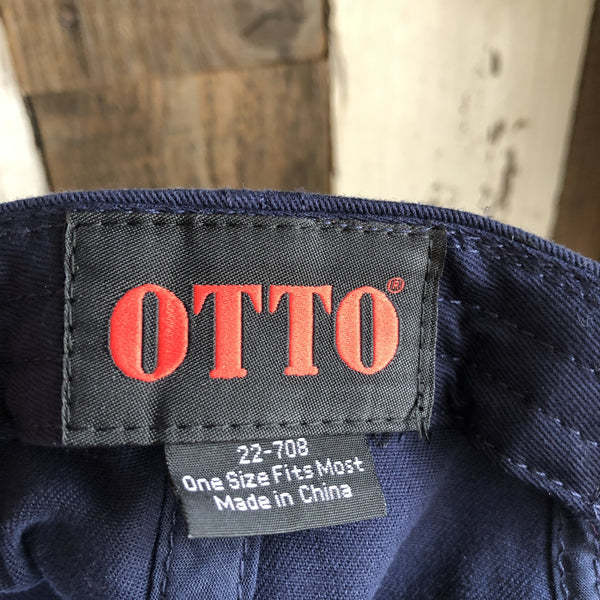 OTTO®
22-708
One Size Fits Most
Made in China